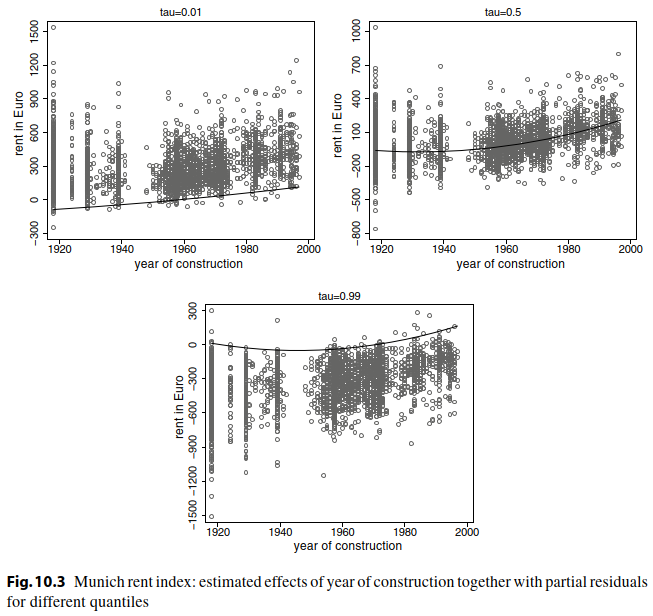 tau=0.01
rent in Euro
1500
1200
900
600
300
0
−300
1920 1940 1960 1980 2000
year of construction
tau=0.5
rent in Euro
1000
700
400
100
−200
−500
−800
1920 1940 1960 1980 2000
year of construction
tau=0.99
rent in Euro
300
0
−300
−600
−900
−1200
−1500
1920 1940 1960 1980 2000
year of construction
Fig. 10.3 Munich rent index: estimated effects of year of construction together with partial residuals
for different quantiles